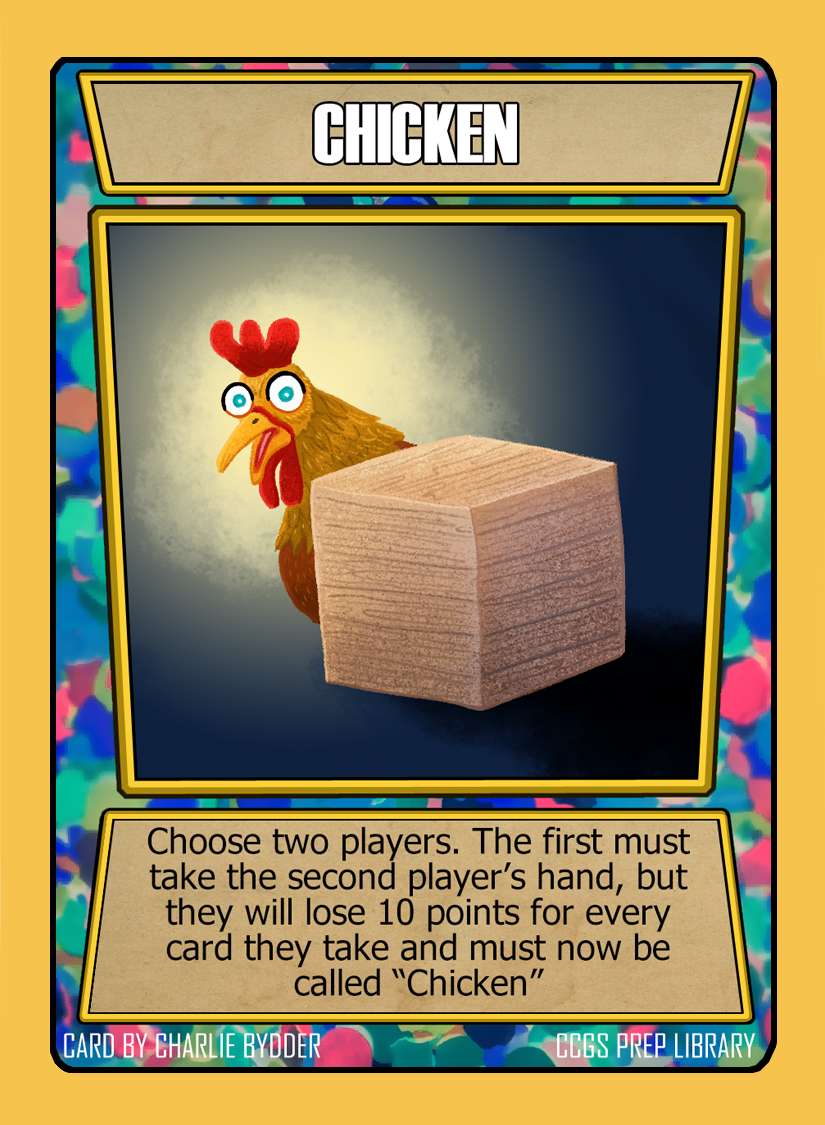 CHICKEN
Choose two players. The first must
take the second player’s hand, but
they will lose 10 points for every
card they take and must now be
called “Chicken”
CARD BY CHARLIE BYDDER
CCGS PREP LIBRARY